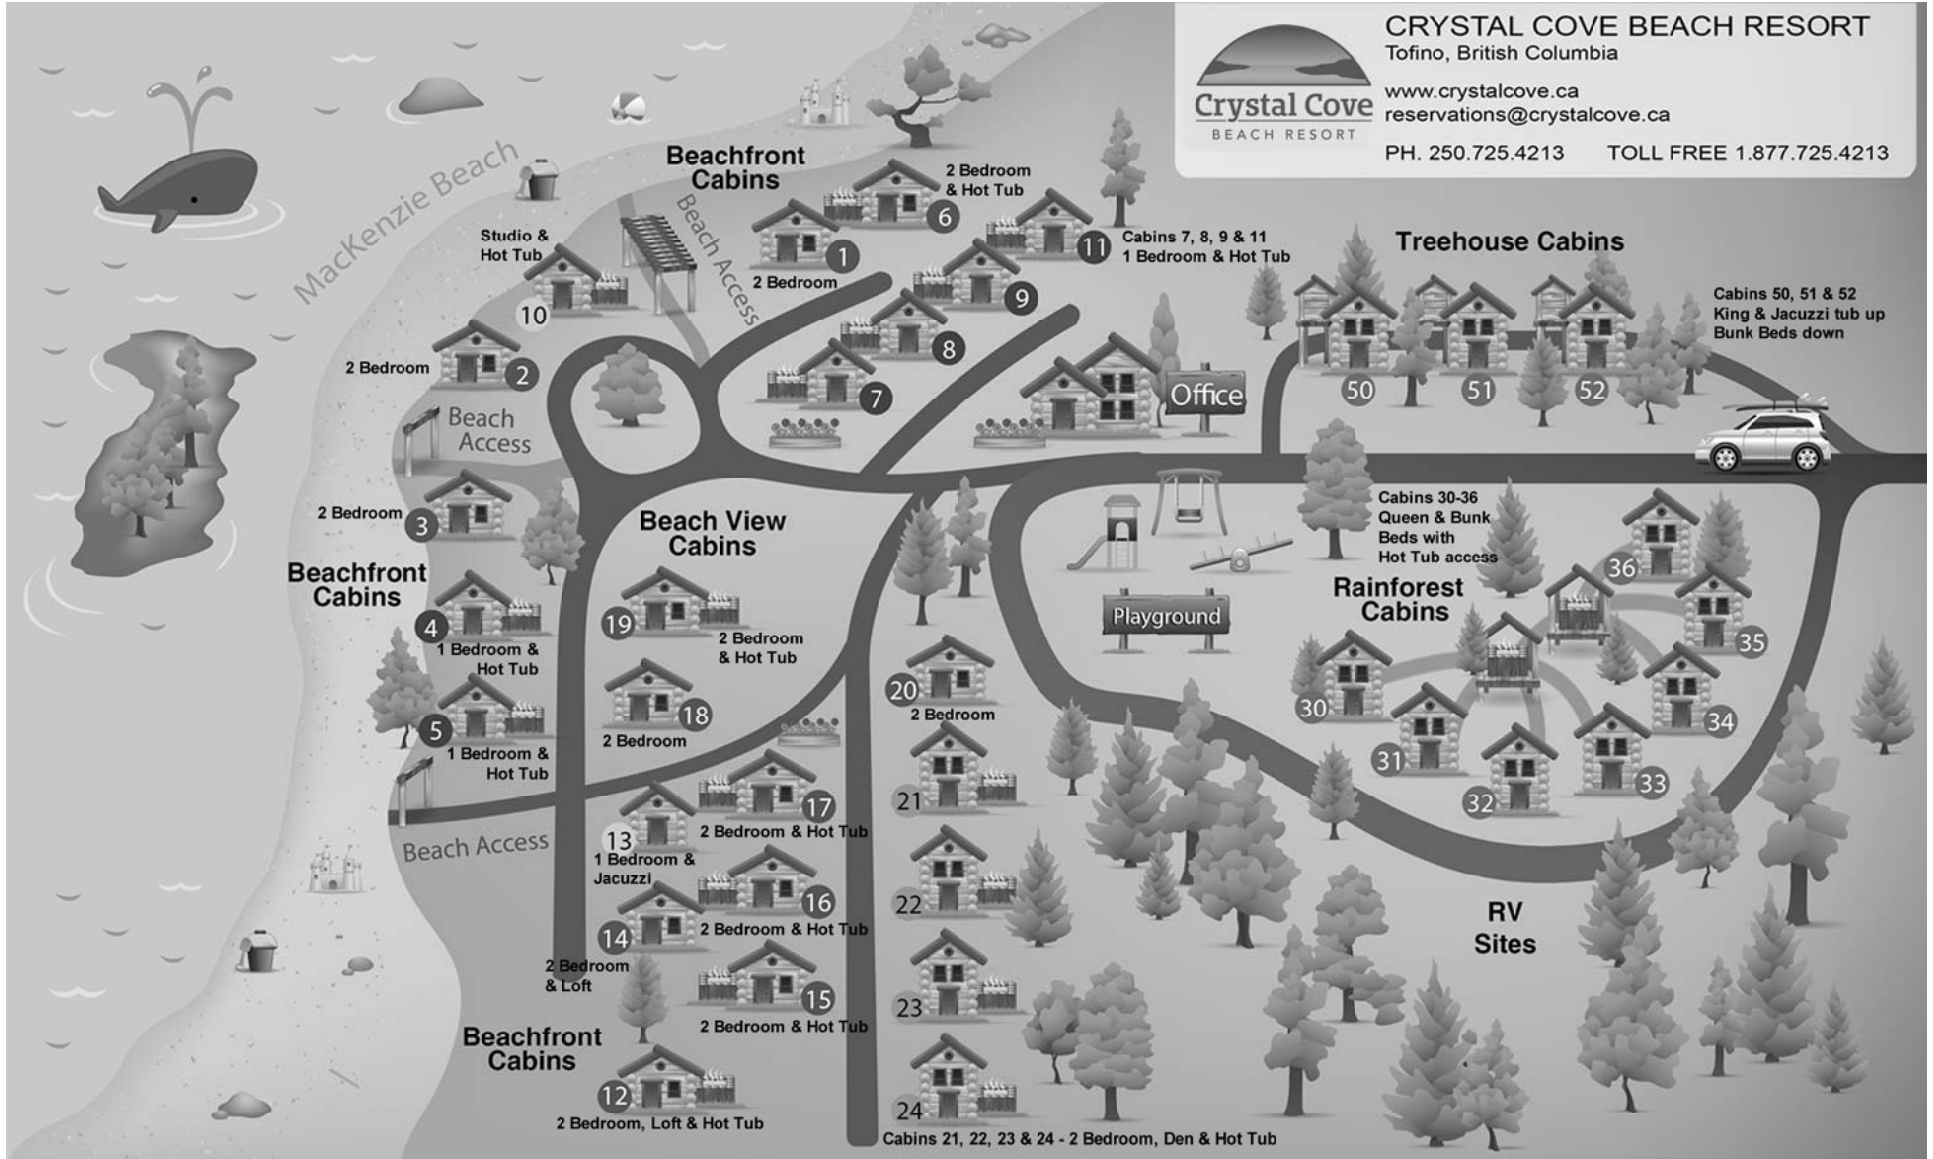 CRYSTAL COVE BEACH RESORT
Tofino, British Columbia
www.crystalcove.ca
reservations@crystalcove.ca
PH. 250.725.4213 TOLL FREE 1.877.725.4213
Crystal Cove
BEACH RESORT
MacKenzie Beach
Beachfront
Cabins
2 Bedroom
& Hot Tub
6
1
2 Bedroom
Beach Access
Studio &
Hot Tub
10
11
Cabins 7, 8, 9 & 11
1 Bedroom & Hot Tub
9
8
7
Treehouse Cabins
Cabins 50, 51 & 52
King & Jacuzzi tub up
Bunk Beds down
50
51
52
Office
2 Bedroom
2
Beach
Access
2 Bedroom
3
Beachfront
Cabins
4
1 Bedroom &
Hot Tub
5
1 Bedroom &
Hot Tub
Beach Access
Beach View
Cabins
19
2 Bedroom
& Hot Tub
18
2 Bedroom
17
2 Bedroom & Hot Tub
13
1 Bedroom &
Jacuzzi
16
2 Bedroom & Hot Tub
14
2 Bedroom
& Loft
15
2 Bedroom & Hot Tub
Beachfront
Cabins
12
2 Bedroom, Loft & Hot Tub
20
2 Bedroom
21
22
23
24
Cabins 21, 22, 23 & 24 - 2 Bedroom, Den & Hot Tub
Playground
Cabins 30-36
Queen & Bunk
Beds with
Hot Tub access
Rainforest
Cabins
36
35
34
33
32
31
30
RV
Sites